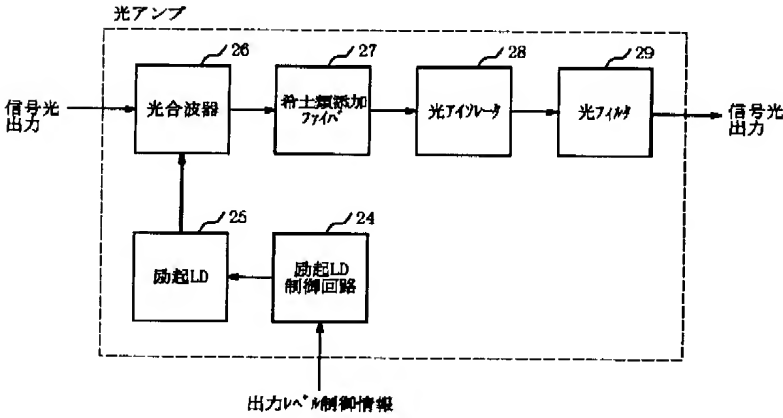 光アンプ
26
27
28
29
信号光
出力
光合波器
希土類添加
ファイバ
光アイソレータ
光フィルタ
信号光
出力
25
24
励起LD
励起LD
制御回路
出力レベル制御情報